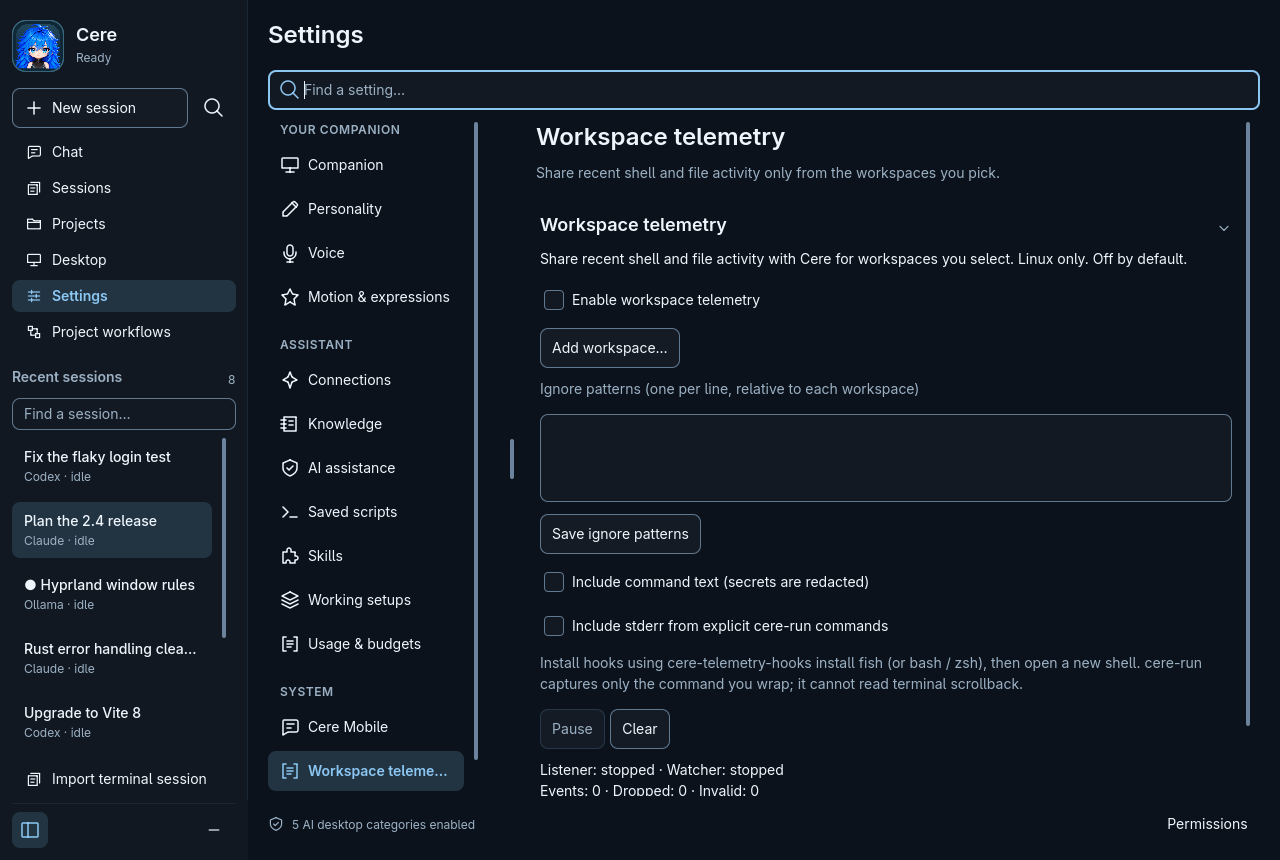 Cere
Ready
New session
Chat
Sessions
Projects
Desktop
Settings
Project workflows
Recent sessions
8
Find a session...
Fix the flaky login test
Codex · idle
Plan the 2.4 release
Claude · idle
Hyprland window rules
Ollama · idle
Rust error handling clea...
Claude · idle
Upgrade to Vite 8
Codex · idle
Import terminal session
Settings
Find a setting...
YOUR COMPANION
Companion
Personality
Voice
Motion & expressions
ASSISTANT
Connections
Knowledge
AI assistance
Saved scripts
Skills
Working setups
Usage & budgets
SYSTEM
Cere Mobile
Workspace teleme...
Workspace telemetry
Share recent shell and file activity only from the workspaces you pick.
Workspace telemetry
Share recent shell and file activity with Cere for workspaces you select. Linux only. Off by default.
Enable workspace telemetry
Add workspace...
Ignore patterns (one per line, relative to each workspace)
Save ignore patterns
Include command text (secrets are redacted)
Include stderr from explicit cere-run commands
Install hooks using cere-telemetry-hooks install fish (or bash / zsh), then open a new shell. cere-run
captures only the command you wrap; it cannot read terminal scrollback.
Pause
Clear
Listener: stopped · Watcher: stopped
Events: 0 · Dropped: 0 · Invalid: 0
5 AI desktop categories enabled
Permissions